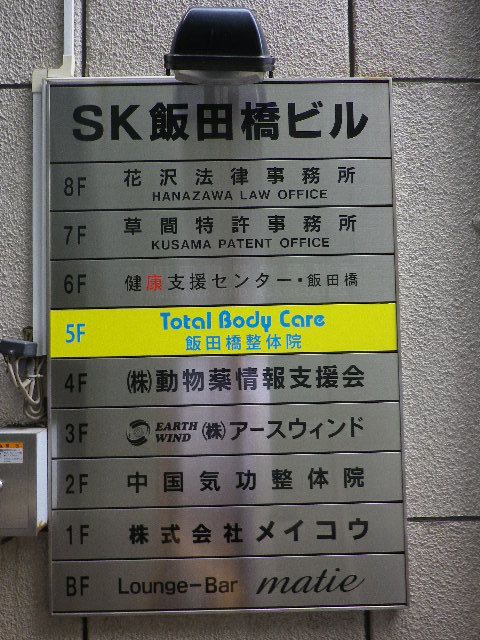 SK飯田橋ビル
8F 花沢法律事務所
HANAZAWA LAW OFFICE
7F 草間特許事務所
KUSAMA PATENT OFFICE
6F 健康支援センター・飯田橋
5F Total Body Care
飯田橋整体院
4F ㈱動物薬情報支援会
3F EARTH WIND ㈱アースウィンド
2F 中国気功整体院
1F 株式会社メイコウ
BF Lounge-Bar matie